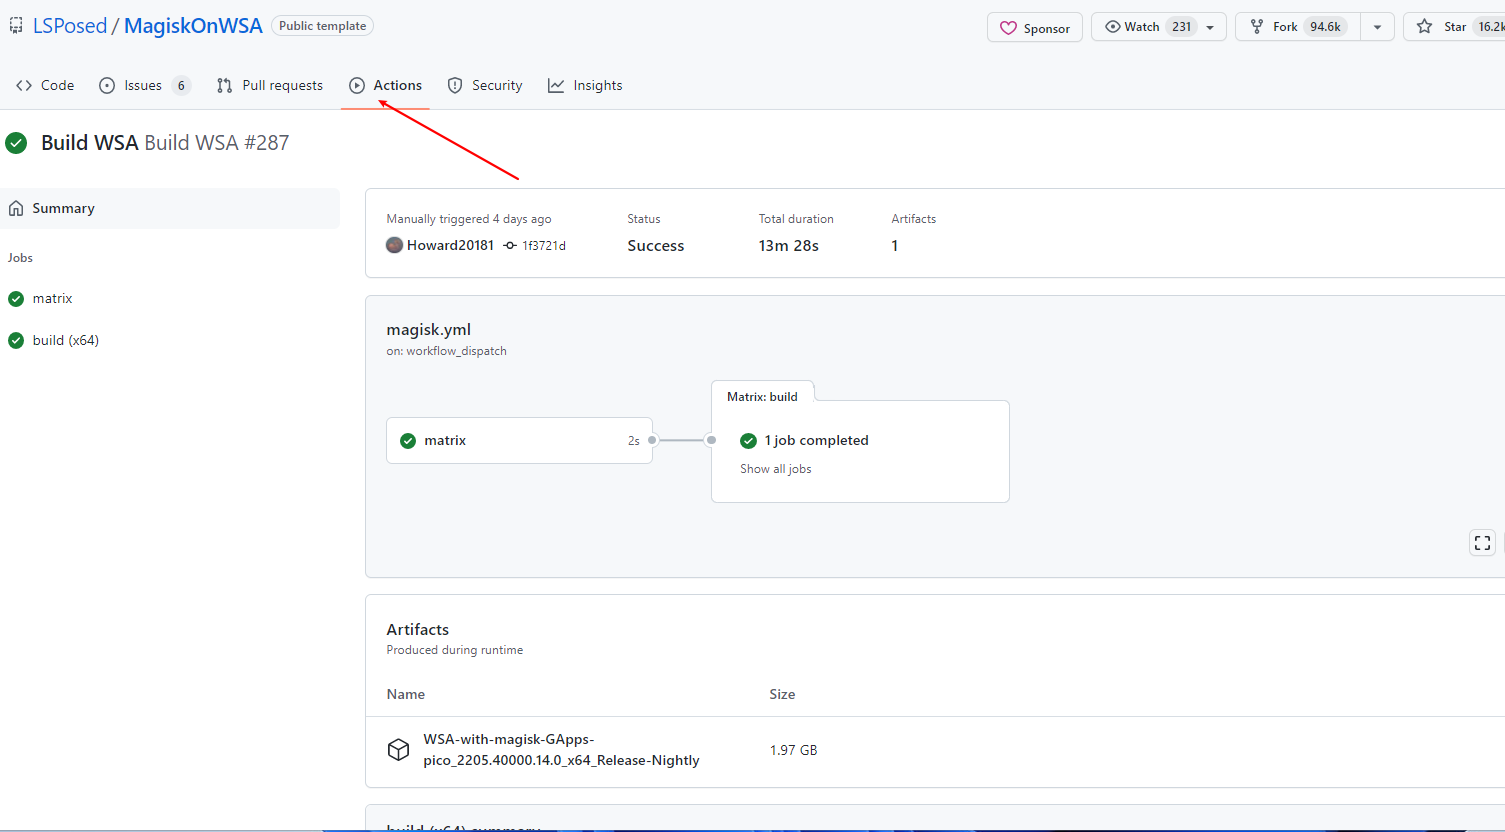 LSPosed / MagiskOnWSA Public template
Sponsor
Watch 231
Fork 94.6k
Star 16.2k
Code
Issues 6
Pull requests
Actions
Security
Insights
Build WSA Build WSA #287
Summary
Jobs
matrix
build (x64)
Manually triggered 4 days ago
Howard20181 1f3721d
Status
Success
Total duration
13m 28s
Artifacts
1
magisk.yml
on: workflow_dispatch
matrix 2s
Matrix: build
1 job completed
Show all jobs
Artifacts
Produced during runtime
Name Size
WSA-with-magisk-GApps-
pico_2205.40000.14.0_x64_Release-Nightly
1.97 GB
build (x64) summary